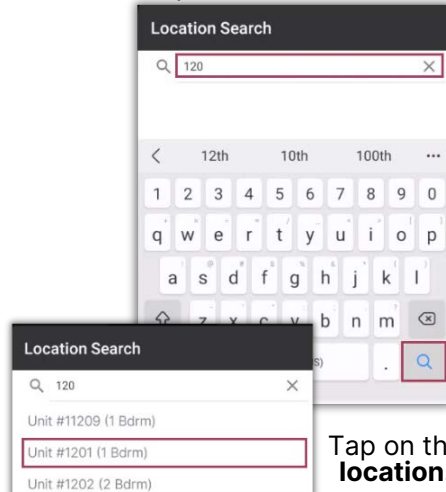 Location Search
120
12th 10th 100th ...
1 2 3 4 5 6 7 8 9 0
q w e r t y u i o p
a s d f g h j k l
z x c v b n m
.
Location Search
120
Unit #11209 (1 Bdrm)
Unit #1201 (1 Bdrm)
Unit #1202 (2 Bdrm)
Tap on
location